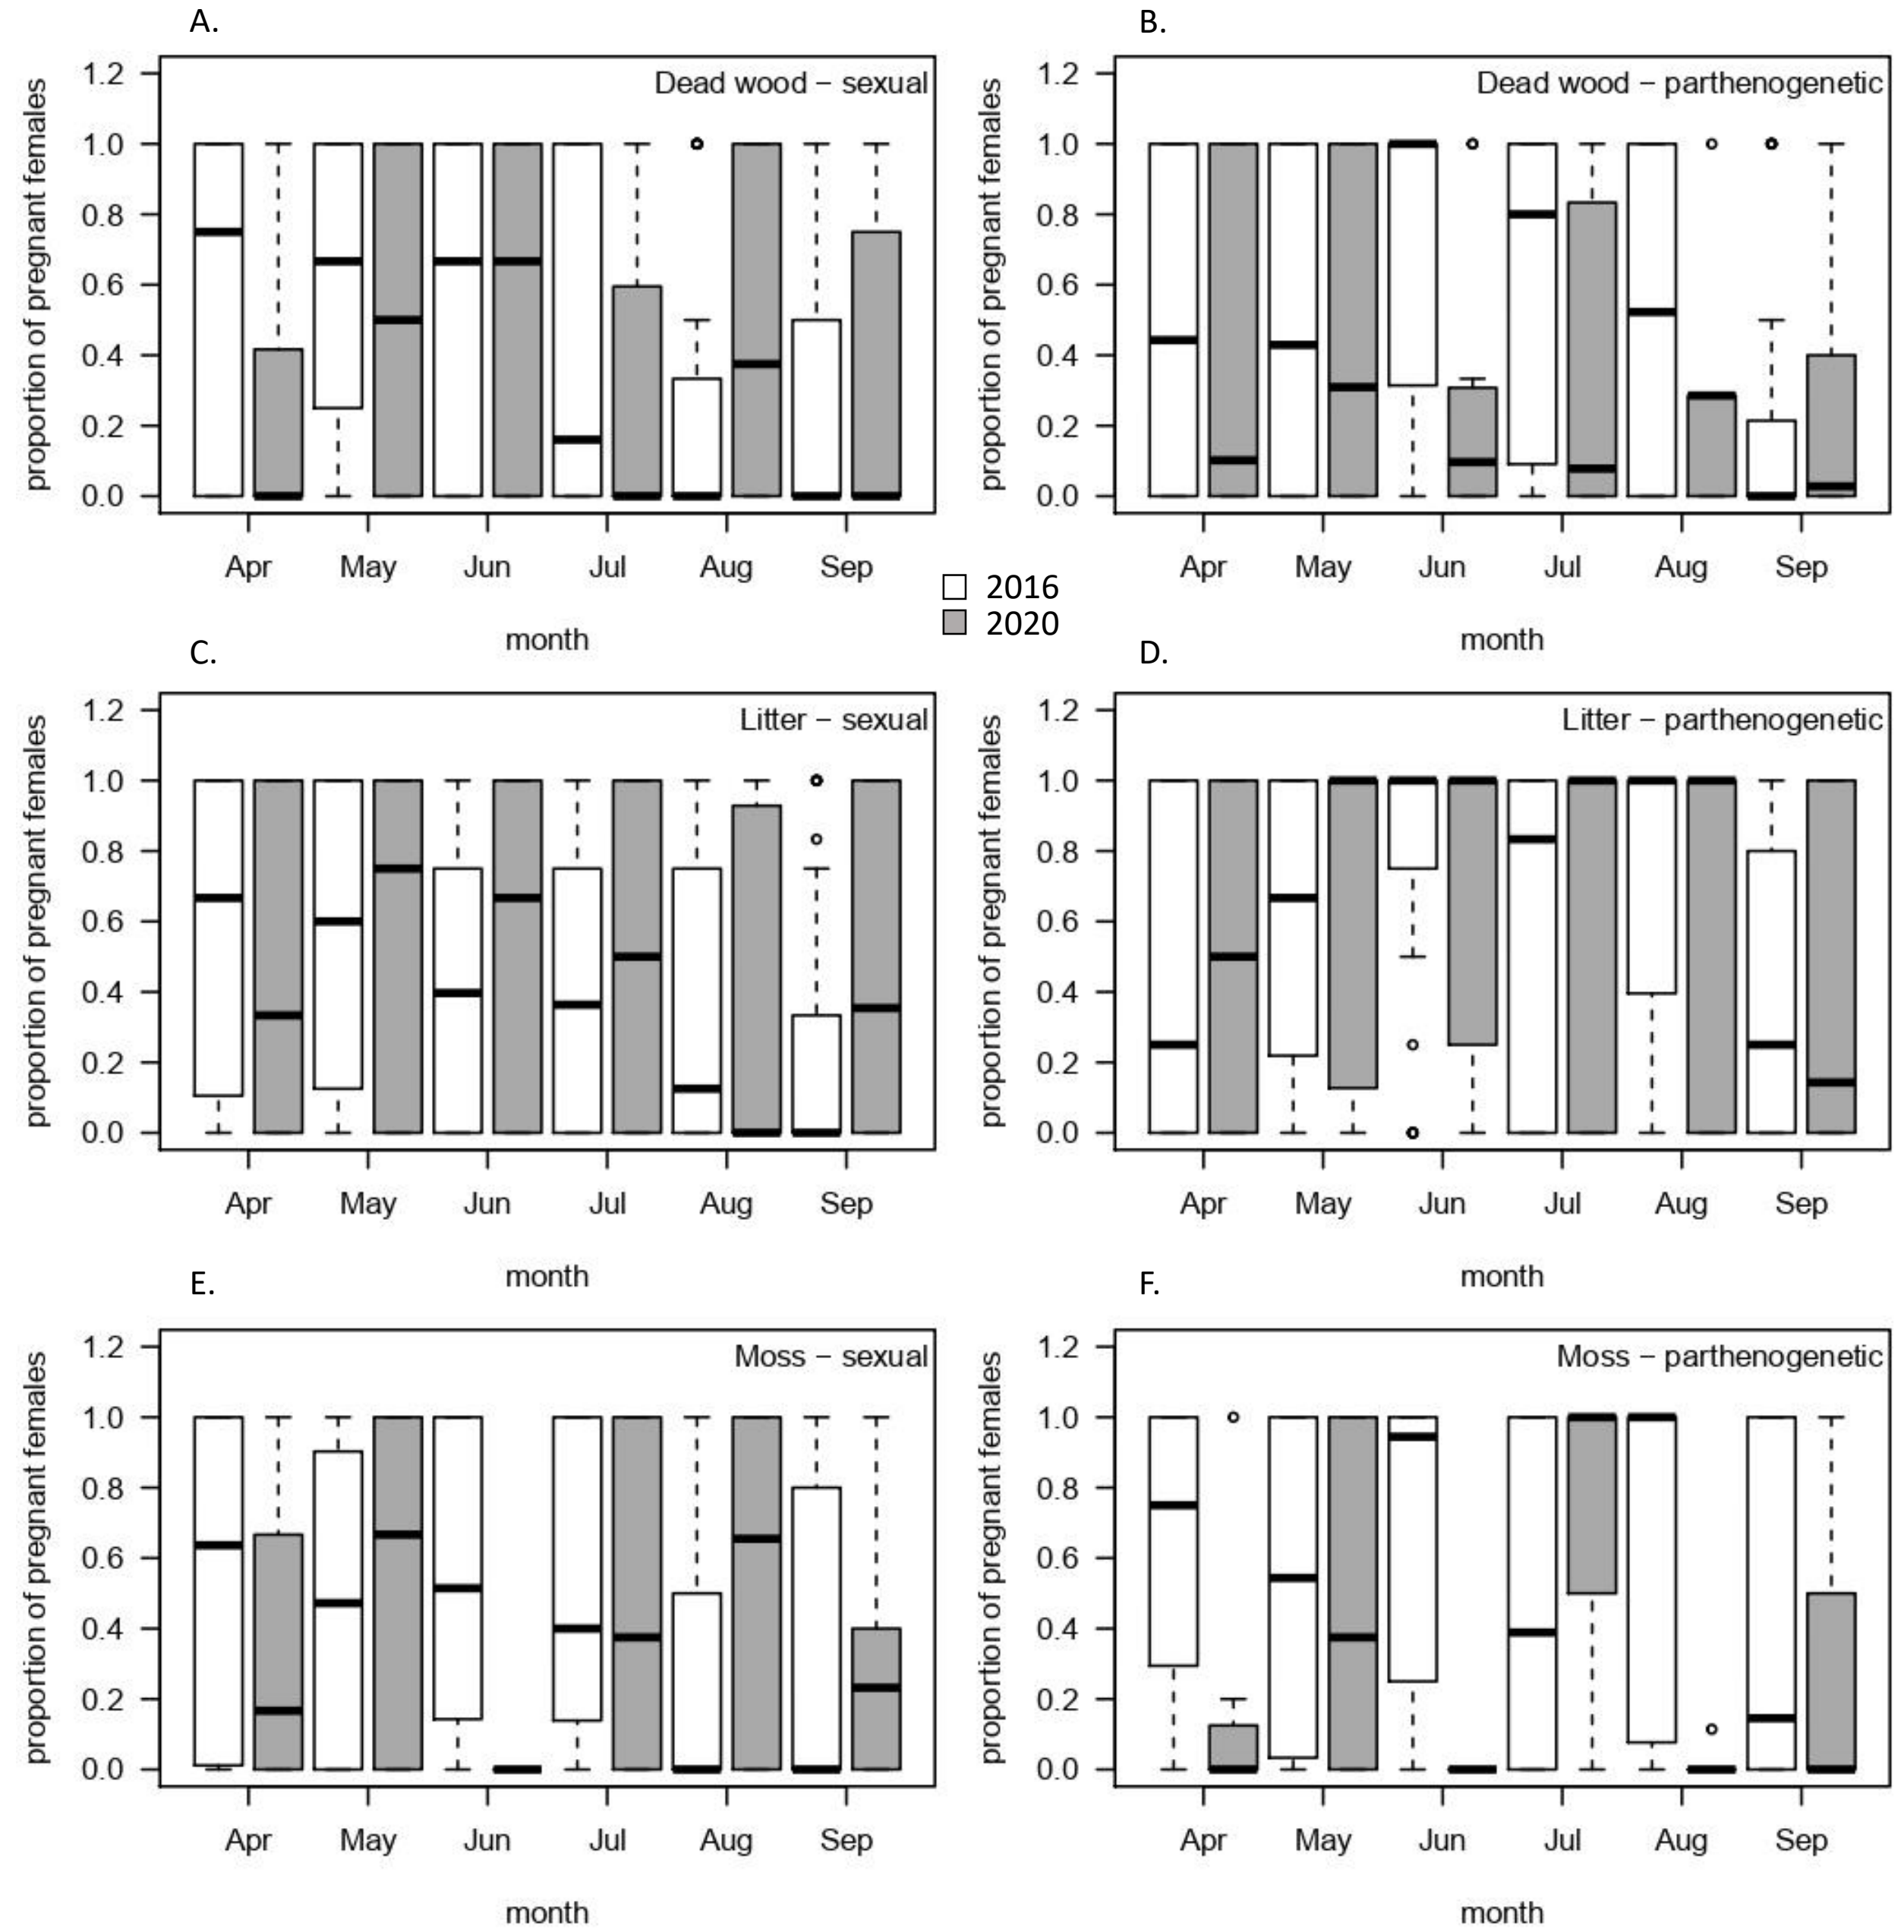 A.
B.
proportion of pregnant females
1.2
1.0
0.8
0.6
0.4
0.2
0.0
Dead wood – sexual
Apr May Jun Jul Aug Sep
month
proportion of pregnant females
1.2
1.0
0.8
0.6
0.4
0.2
0.0
Dead wood – parthenogenetic
Apr May Jun Jul Aug Sep
month
2016
2020
C.
D.
proportion of pregnant females
1.2
1.0
0.8
0.6
0.4
0.2
0.0
Litter – sexual
Apr May Jun Jul Aug Sep
month
proportion of pregnant females
1.2
1.0
0.8
0.6
0.4
0.2
0.0
Litter – parthenogenetic
Apr May Jun Jul Aug Sep
month
E.
F.
proportion of pregnant females
1.2
1.0
0.8
0.6
0.4
0.2
0.0
Moss – sexual
Apr May Jun Jul Aug Sep
month
proportion of pregnant females
1.2
1.0
0.8
0.6
0.4
0.2
0.0
Moss – parthenogenetic
Apr May Jun Jul Aug Sep
month